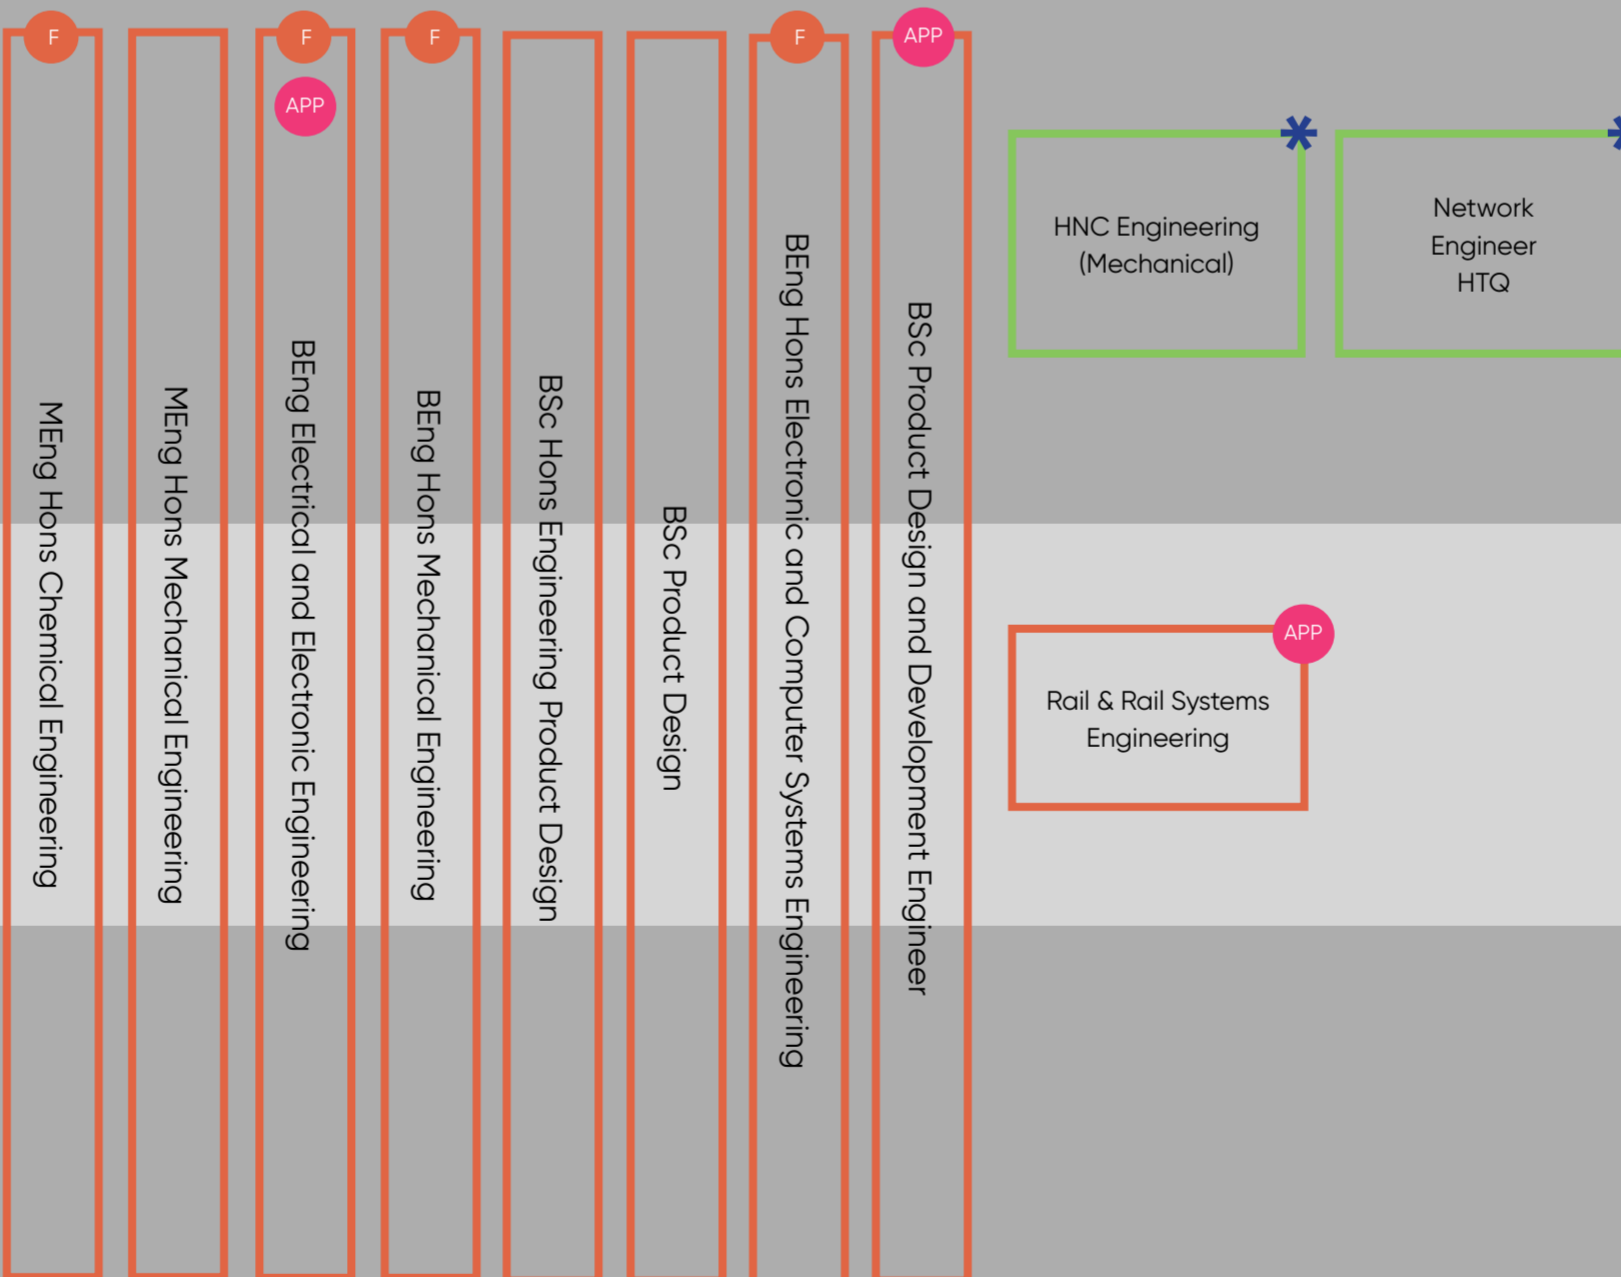 F
MEng Hons Chemical Engineering
MEng Hons Mechanical Engineering
F
APP
BEng Electrical and Electronic Engineering
F
BEng Hons Mechanical Engineering
BSc Hons Engineering Product Design
BSc Product Design
F
BEng Hons Electronic and Computer Systems Engineering
APP
BSc Product Design and Development Engineer
HNC Engineering
(Mechanical)
Network
Engineer
HTQ
APP
Rail & Rail Systems
Engineering